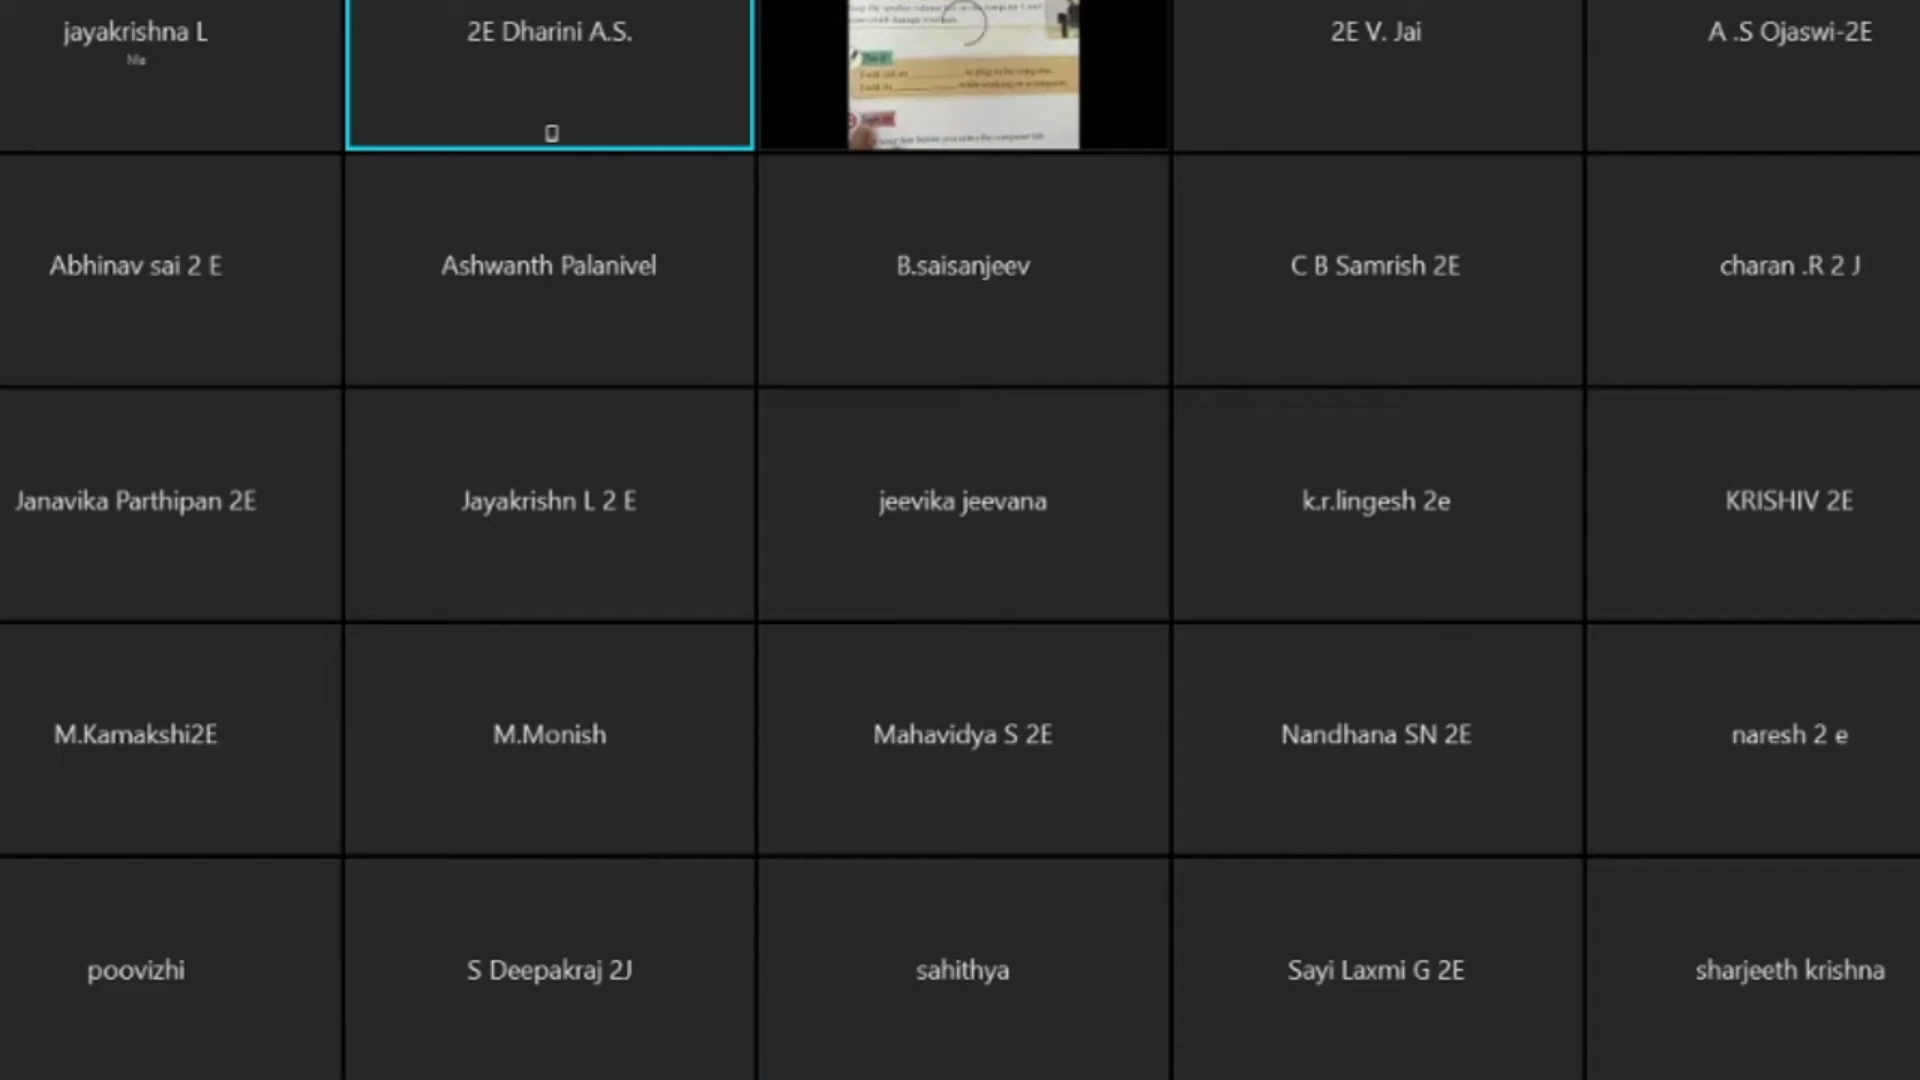 jayakrishna L
Me
2E Dharini A.S.
2E V. Jai
A .S Ojaswi-2E
Abhinav sai 2 E
Ashwanth Palanivel
B.saisanjeev
C B Samrish 2E
charan .R 2 J
Janavika Parthipan 2E
Jayakrishn L 2 E
jeevika jeevana
k.r.lingesh 2e
KRISHIV 2E
M.Kamakshi2E
M.Monish
Mahavidya S 2E
Nandhana SN 2E
naresh 2 e
poovizhi
S Deepakraj 2J
sahithya
Sayi Laxmi G 2E
sharjeeth krishna